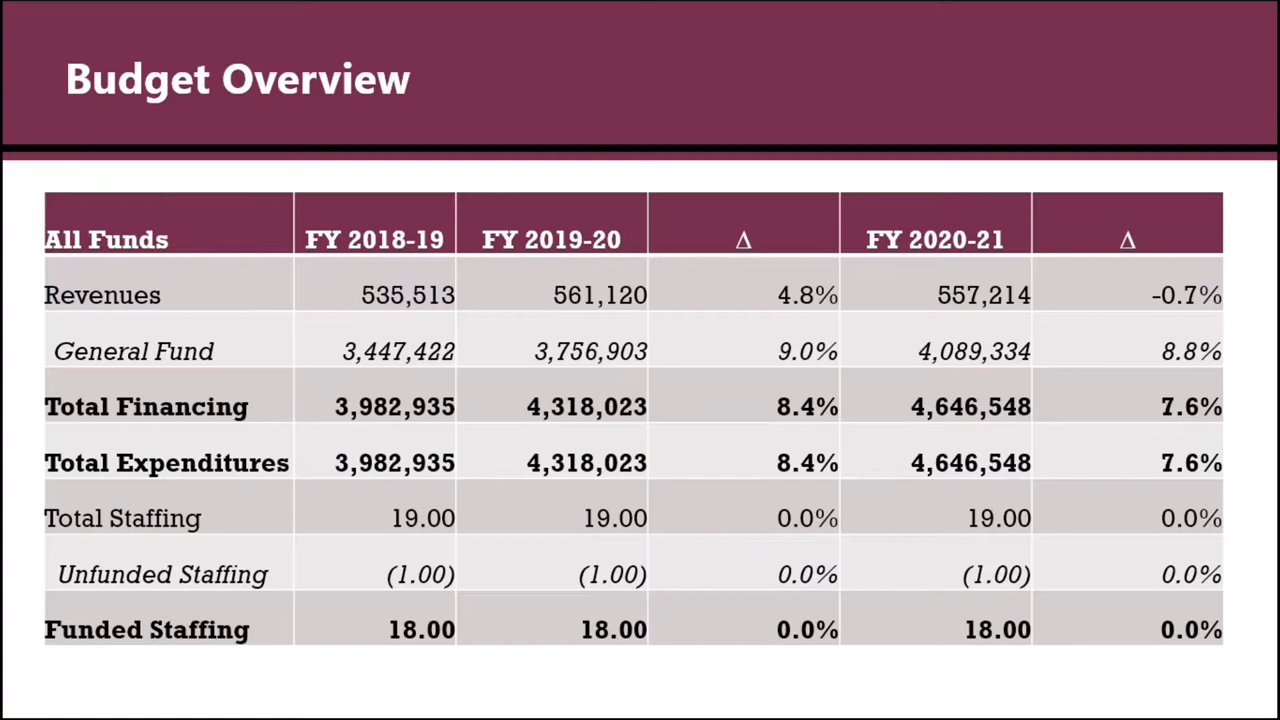 Budget Overview
All Funds FY 2018-19 FY 2019-20 Δ FY 2020-21 Δ
Revenues 535,513 561,120 4.8% 557,214 -0.7%
General Fund 3,447,422 3,756,903 9.0% 4,089,334 8.8%
Total Financing 3,982,935 4,318,023 8.4% 4,646,548 7.6%
Total Expenditures 3,982,935 4,318,023 8.4% 4,646,548 7.6%
Total Staffing 19.00 19.00 0.0% 19.00 0.0%
Unfunded Staffing (1.00) (1.00) 0.0% (1.00) 0.0%
Funded Staffing 18.00 18.00 0.0% 18.00 0.0%